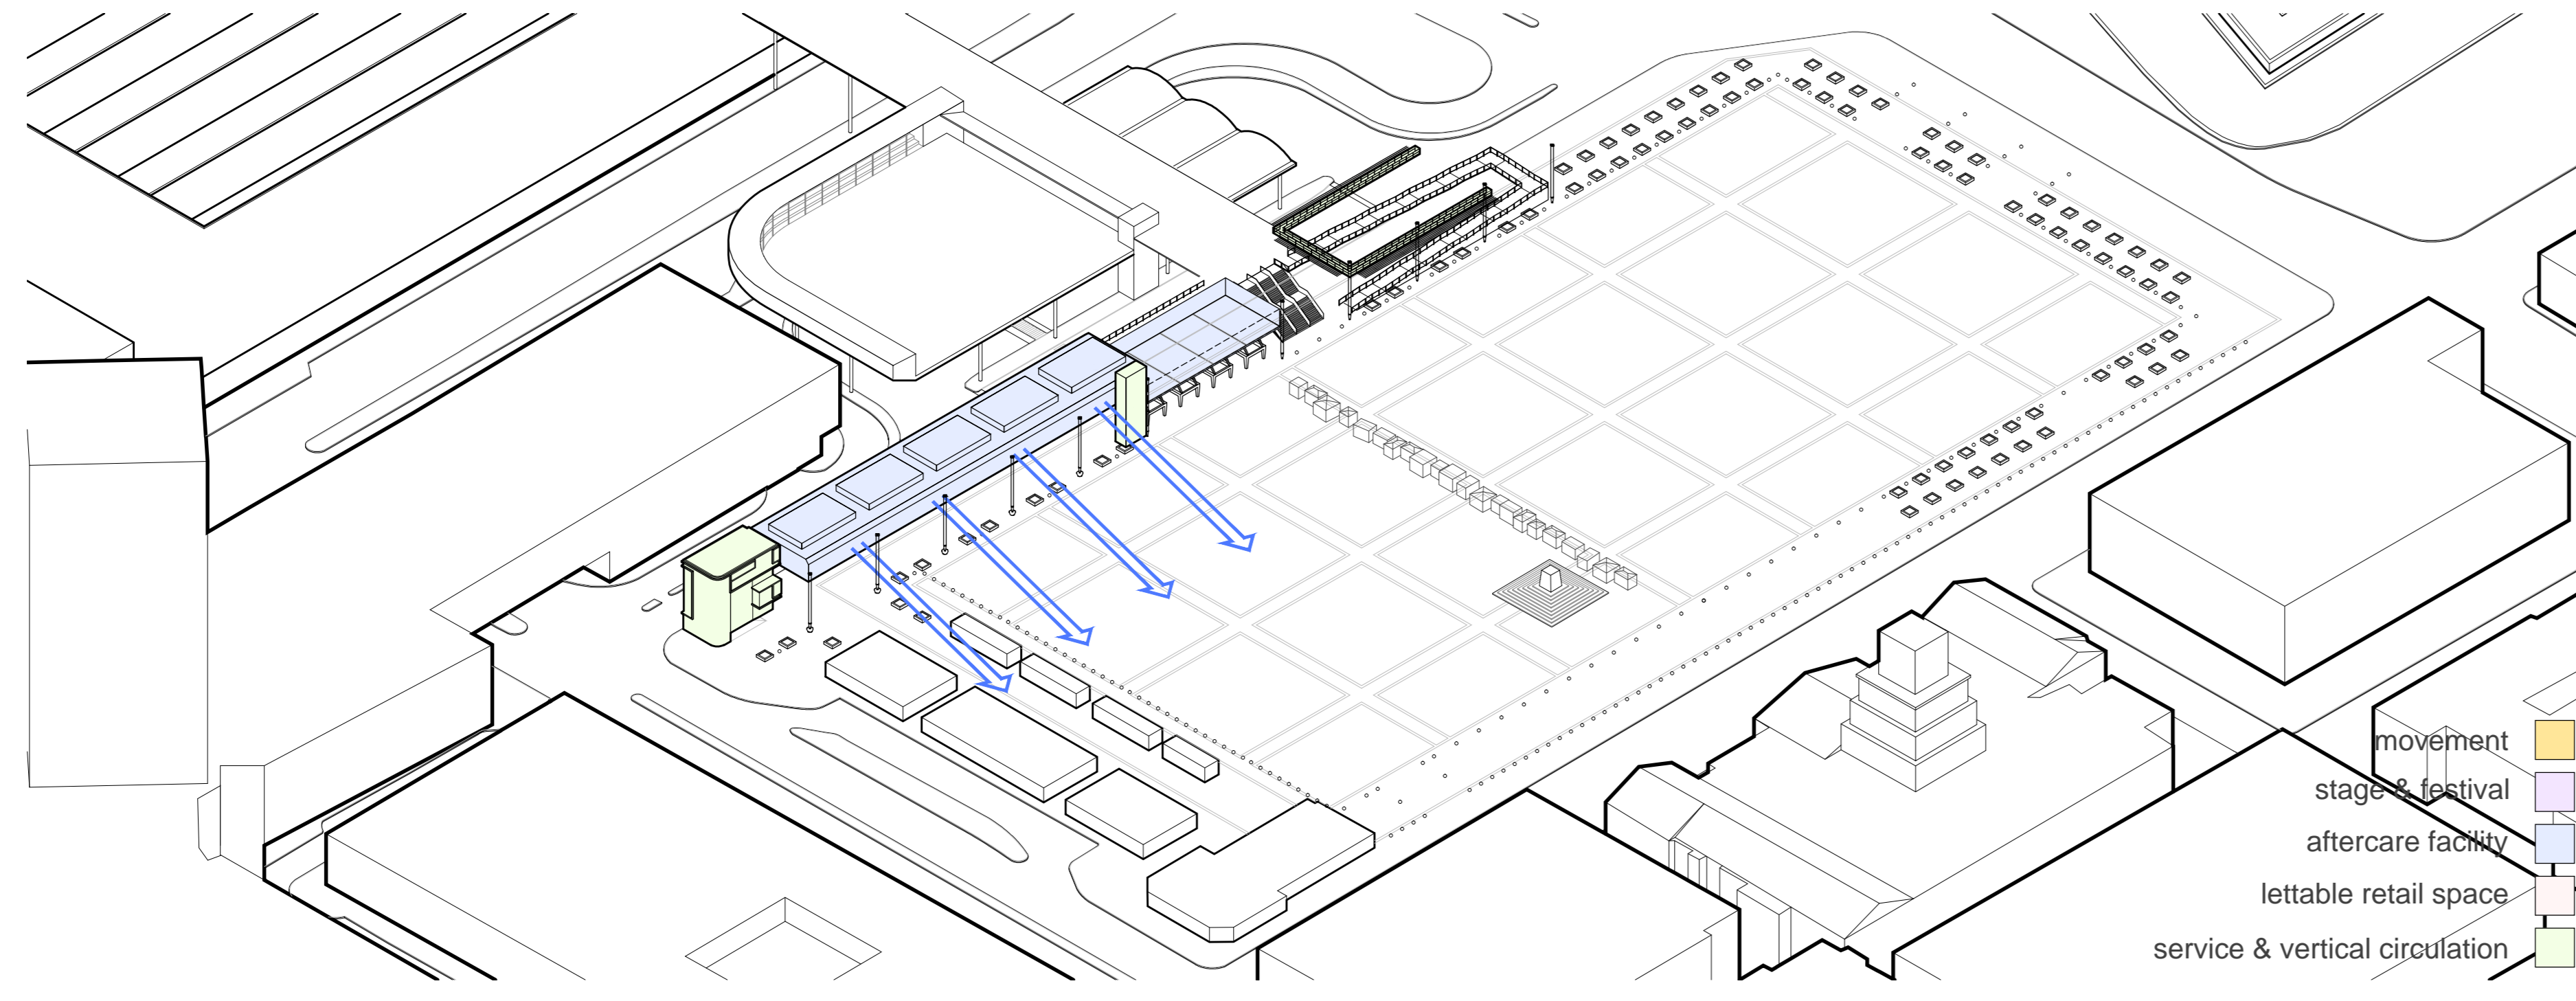 movement
stage & festival
aftercare facility
lettable retail space
service & vertical circulation